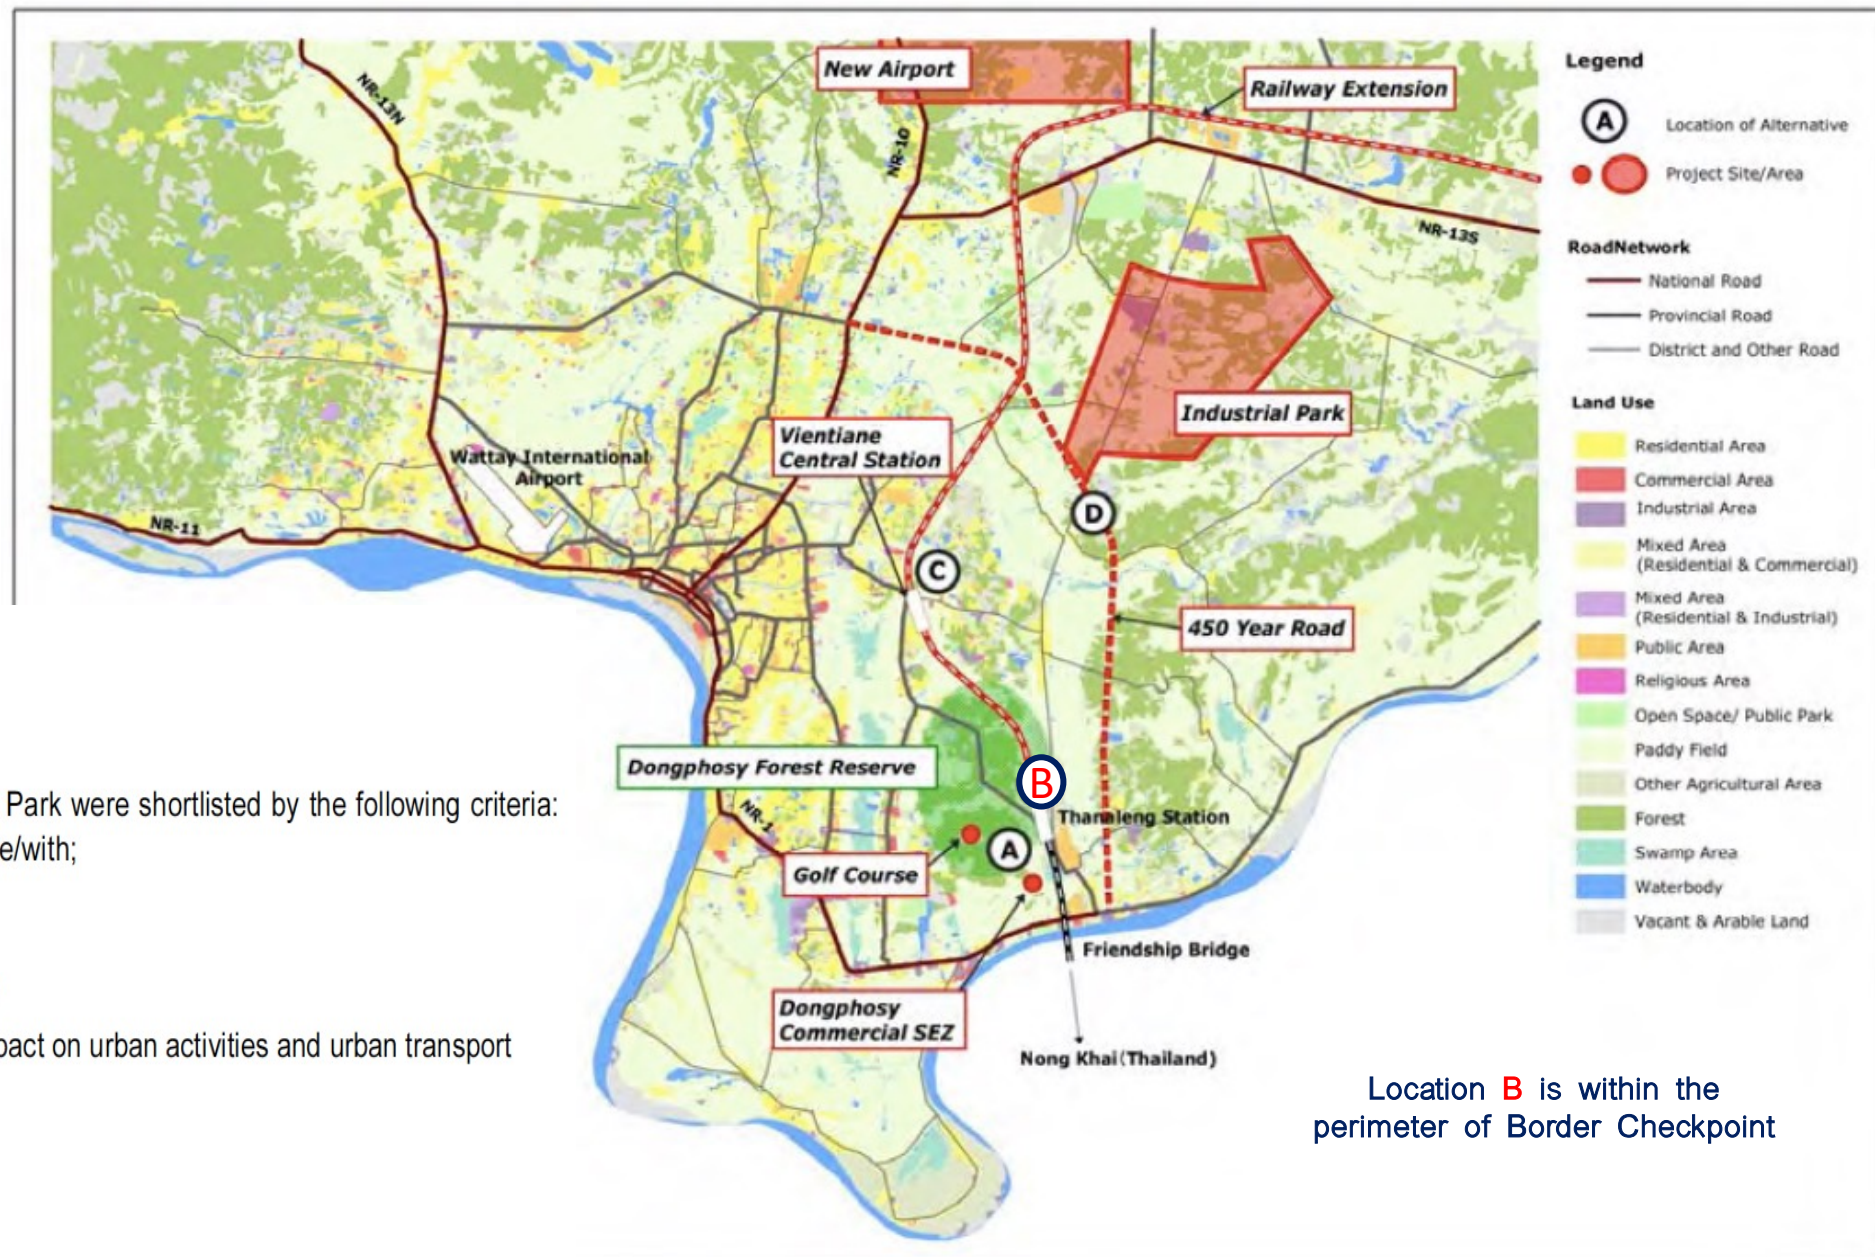 New Airport
Railway Extension
NR-13N
NR-10
NR-13S
Industrial Park
Vientiane
Central Station
Wattay International
Airport
NR-11
D
C
450 Year Road
Dongphosy Forest Reserve
B
Thanaleng Station
NR-1
A
Golf Course
Friendship Bridge
Dongphosy
Commercial SEZ
Nong Khai(Thailand)
Legend
A Location of Alternative
Project Site/Area
RoadNetwork
National Road
Provincial Road
District and Other Road
Land Use
Residential Area
Commercial Area
Industrial Area
Mixed Area
(Residential & Commercial)
Mixed Area
(Residential & Industrial)
Public Area
Religious Area
Open Space/ Public Park
Paddy Field
Other Agricultural Area
Forest
Swamp Area
Waterbody
Vacant & Arable Land
Park were shortlisted by the following criteria:
e/with;
pact on urban activities and urban transport
Location B is within the
perimeter of Border Checkpoint